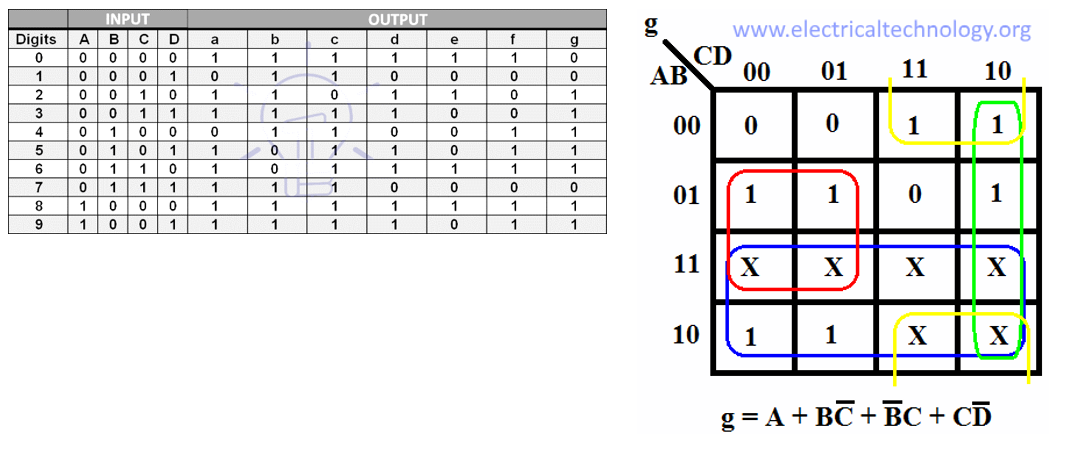 INPUT OUTPUT
Digits A B C D a b c d e f g
0 0 0 0 0 1 1 1 1 1 1 0
1 0 0 0 1 0 1 1 0 0 0 0
2 0 0 1 0 1 1 0 1 1 0 1
3 0 0 1 1 1 1 1 1 0 0 1
4 0 1 0 0 0 1 1 0 0 1 1
5 0 1 0 1 1 0 1 1 0 1 1
6 0 1 1 0 1 0 1 1 1 1 1
7 0 1 1 1 1 1 1 0 0 0 0
8 1 0 0 0 1 1 1 1 1 1 1
9 1 0 0 1 1 1 1 1 0 1 1
g www.electricaltechnology.org
CD
AB 00 01 11 10
00 0 0 1 1
01 1 1 0 1
11 X X X X
10 1 1 X X
g = A + BC̅ + B̅C + CD̅